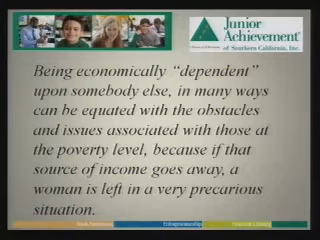 Junior
Achievement®
of Southern California, Inc.
Being economically “dependent”
upon somebody else, in many ways
can be equated with the obstacles
and issues associated with those at
the poverty level, because if that
source of income goes away, a
woman is left in a very precarious
situation.
Entrepreneurship